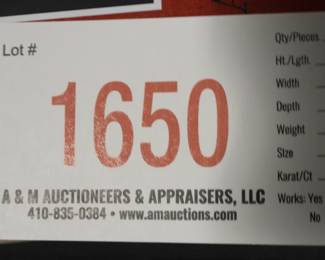 Lot #
1650
A & M AUCTIONEERS & APPRAISERS, LLC
410-835-0384 • www.amauctions.com
Qty/Pieces
Ht./Lgth.
Width
Depth
Weight
Size
Karat/Ct
Works: Yes
No